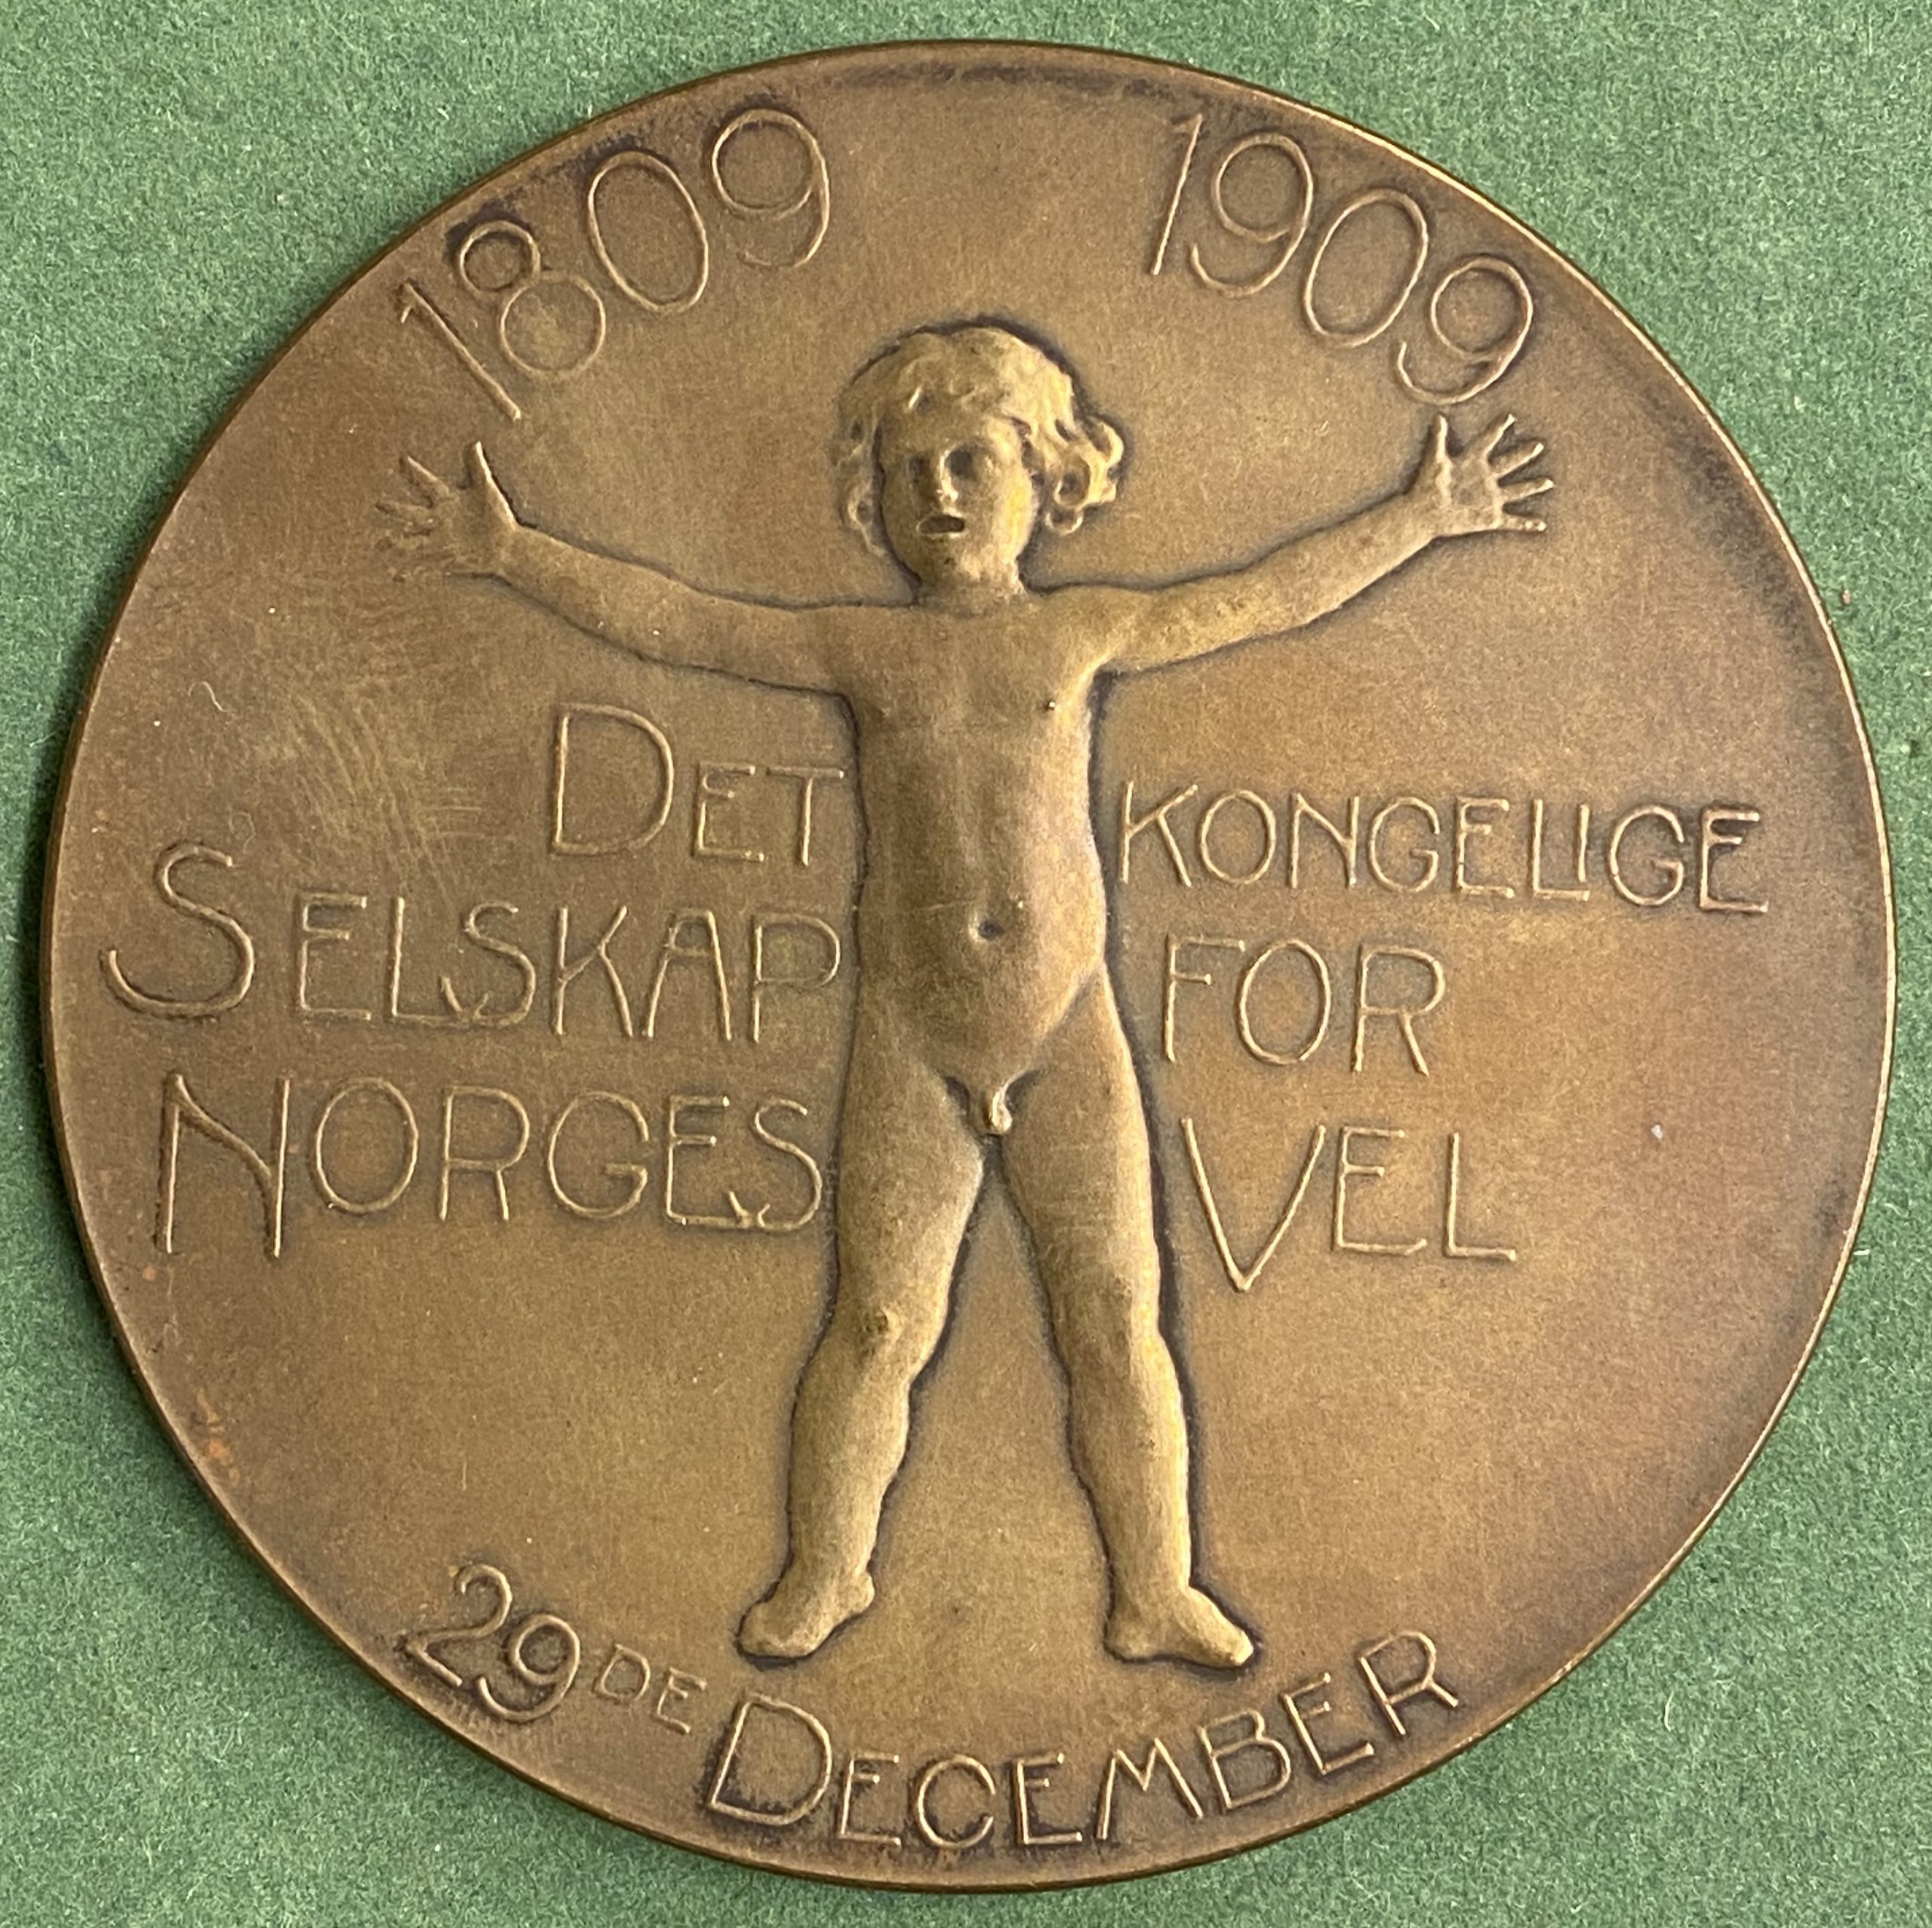 1809 1909
DET KONGELIGE
SELSKAP FOR
NORGES VEL
29DE DECEMBER